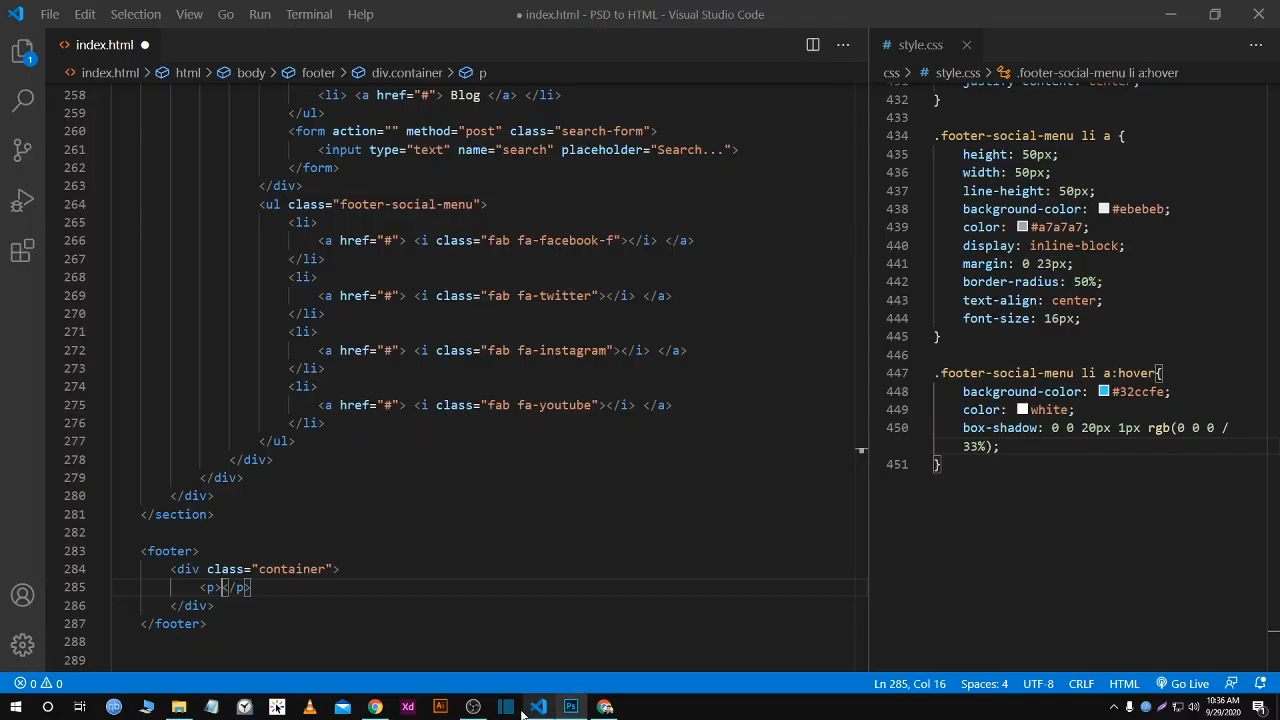 File Edit Selection View Go Run Terminal Help
● index.html - PSD to HTML - Visual Studio Code
index.html
index.html > html > body > footer > div.container > p
258 <li> <a href="#"> Blog </a> </li>
259 </ul>
260 <form action="" method="post" class="search-form">
261 <input type="text" name="search" placeholder="Search...">
262 </form>
263 </div>
264 <ul class="footer-social-menu">
265 <li>
266 <a href="#"> <i class="fab fa-facebook-f"></i> </a>
267 </li>
268 <li>
269 <a href="#"> <i class="fab fa-twitter"></i> </a>
270 </li>
271 <li>
272 <a href="#"> <i class="fab fa-instagram"></i> </a>
273 </li>
274 <li>
275 <a href="#"> <i class="fab fa-youtube"></i> </a>
276 </li>
277 </ul>
278 </div>
279 </div>
280 </div>
281 </section>
282
283 <footer>
284 <div class="container">
285 <p></p>
286 </div>
287 </footer>
288
289
# style.css
css > # style.css > .footer-social-menu li a:hover
432 }
433
434 .footer-social-menu li a {
435 height: 50px;
436 width: 50px;
437 line-height: 50px;
438 background-color: #ebebeb;
439 color: #a7a7a7;
440 display: inline-block;
441 margin: 0 23px;
442 border-radius: 50%;
443 text-align: center;
444 font-size: 16px;
445 }
446
447 .footer-social-menu li a:hover{
448 background-color: #32ccfe;
449 color: white;
450 box-shadow: 0 0 20px 1px rgb(0 0 0 /
33%);
451 }
1
0 0 Ln 285, Col 16 Spaces: 4 UTF-8 CRLF HTML Go Live
Xd Ai Ps
10:36 AM
9/29/2020